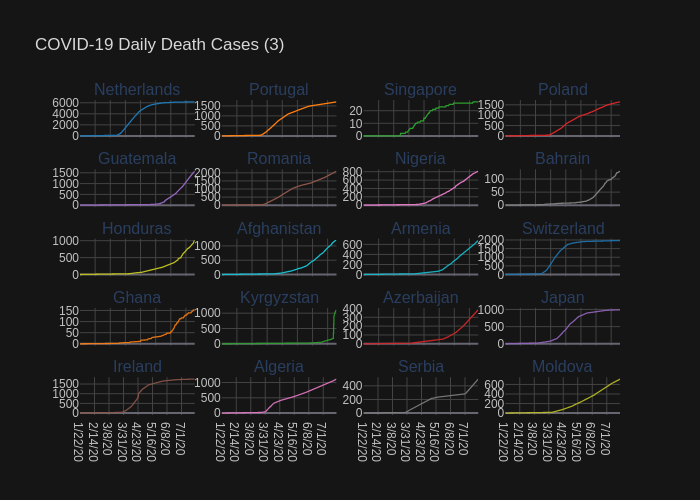 COVID-19 Daily Death Cases (3)
Netherlands Portugal Singapore Poland
6000 4000 2000 0
1500 1000 500 0
20 10 0
1500 1000 500 0
Guatemala Romania Nigeria Bahrain
1500 1000 500 0
2000 1500 1000 500 0
800 600 400 200 0
100 50 0
Honduras Afghanistan Armenia Switzerland
1000 500 0
1000 500 0
600 400 200 0
2000 1500 1000 500 0
Ghana Kyrgyzstan Azerbaijan Japan
150 100 50 0
1000 500 0
400 300 200 100 0
1000 500 0
Ireland Algeria Serbia Moldova
1500 1000 500 0
1000 500 0
400 200 0
600 400 200 0
1/22/20 2/14/20 3/8/20 3/31/20 4/23/20 5/16/20 6/8/20 7/1/20
1/22/20 2/14/20 3/8/20 3/31/20 4/23/20 5/16/20 6/8/20 7/1/20
1/22/20 2/14/20 3/8/20 3/31/20 4/23/20 5/16/20 6/8/20 7/1/20
1/22/20 2/14/20 3/8/20 3/31/20 4/23/20 5/16/20 6/8/20 7/1/20